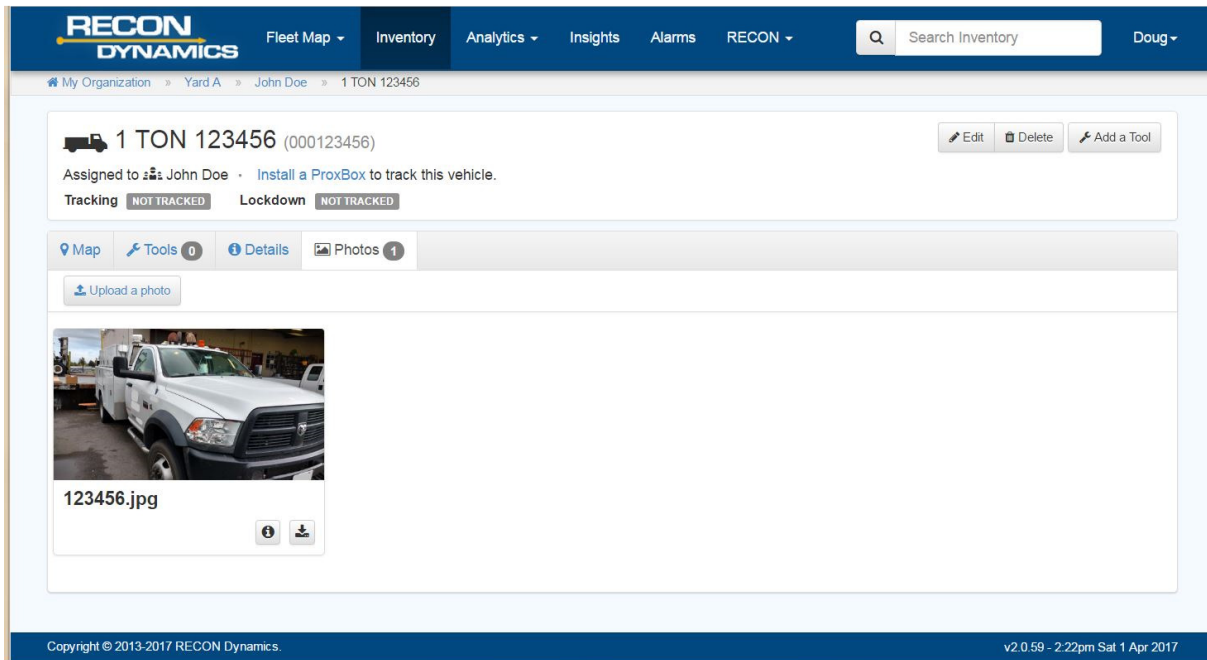 RECON
DYNAMICS
Fleet Map Inventory Analytics Insights Alarms RECON Search Inventory Doug
My Organization » Yard A » John Doe » 1 TON 123456
1 TON 123456 (000123456)
Edit Delete Add a Tool
Assigned to John Doe · Install a ProxBox to track this vehicle.
Tracking NOT TRACKED Lockdown NOT TRACKED
Map Tools 0 Details Photos 1
Upload a photo
123456.jpg
Copyright © 2013-2017 RECON Dynamics. v2.0.59 - 2:22pm Sat 1 Apr 2017